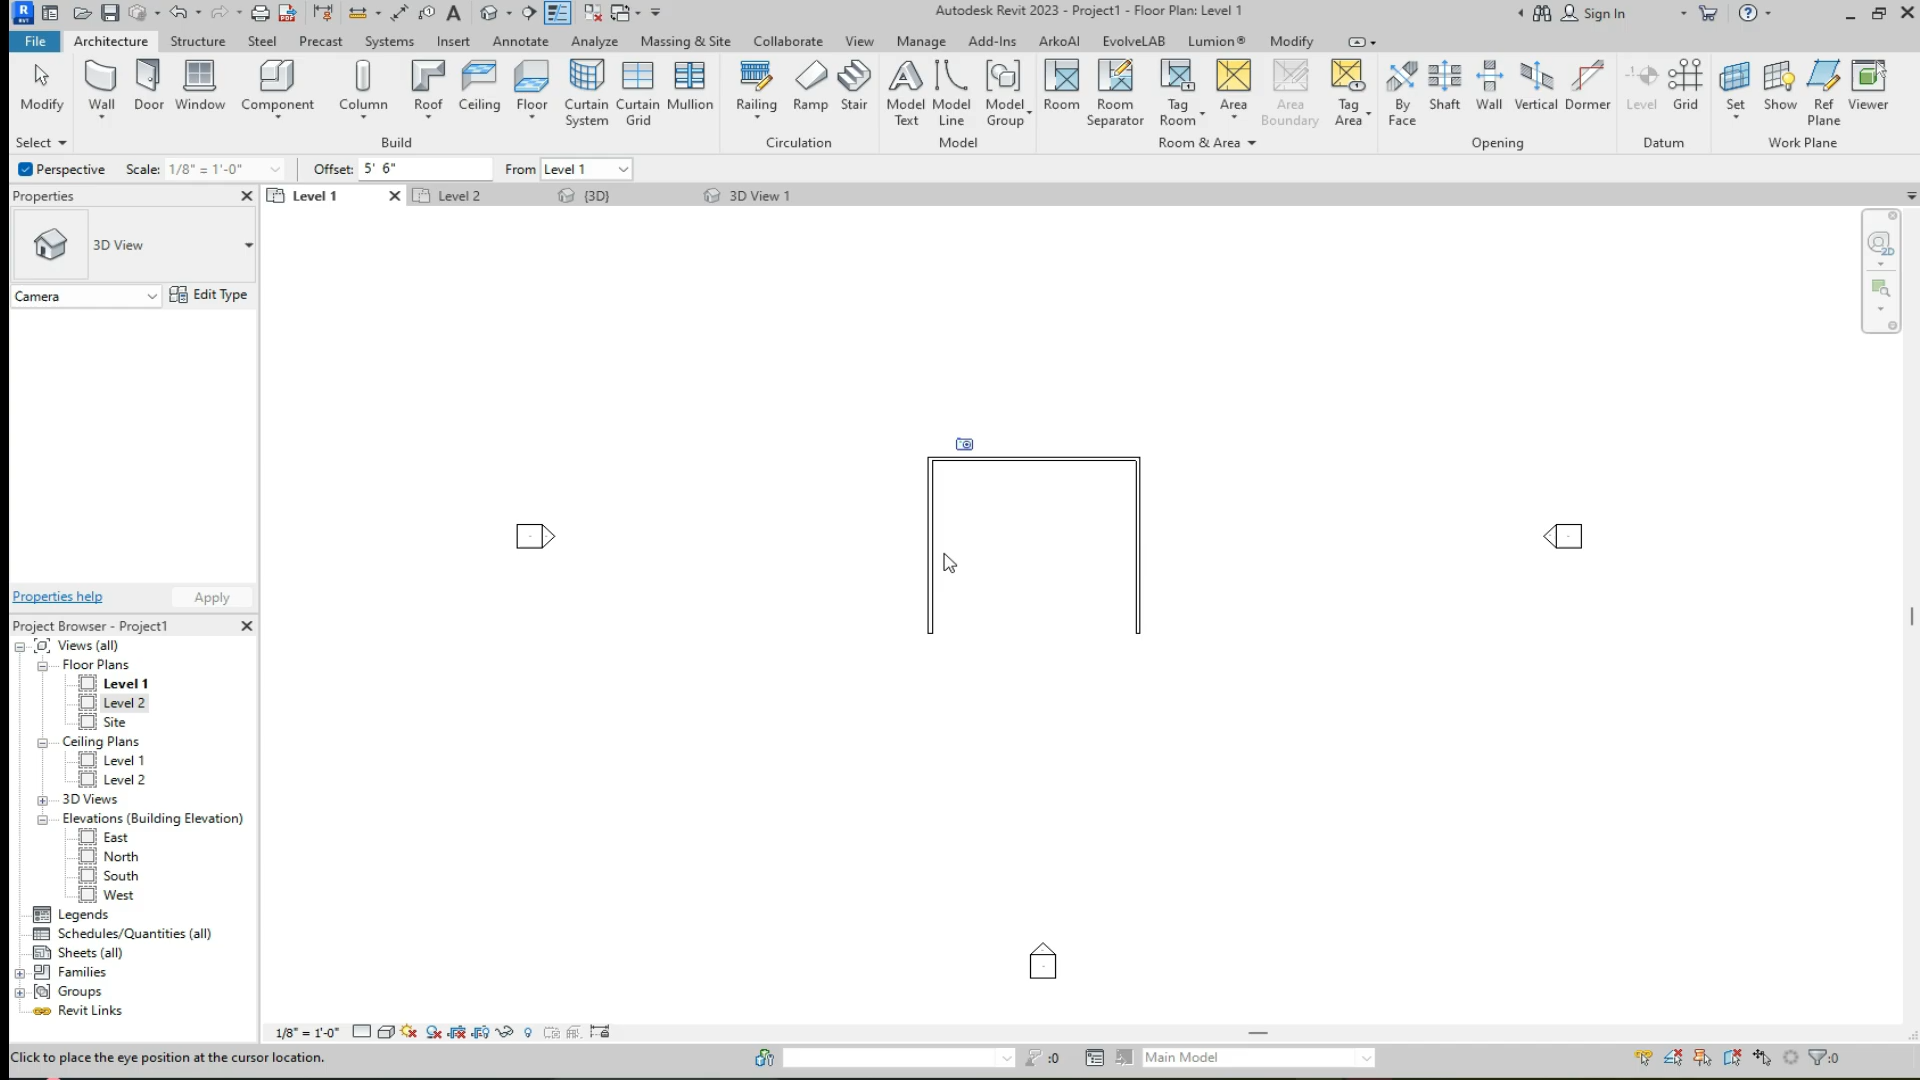 R RVT
PDF
A
Autodesk Revit 2023 - Project1 - Floor Plan: Level 1
Sign In
File Architecture Structure Steel Precast Systems Insert Annotate Analyze Massing & Site Collaborate View Manage Add-Ins ArkoAI EvolveLAB Lumion® Modify
Modify Wall Door Window Component Column Roof Ceiling Floor Curtain System Curtain Grid Mullion Railing Ramp Stair Model Text Model Line Model Group Room Room Separator Tag Room Area Area Boundary Tag Area By Face Shaft Wall Vertical Dormer Level Grid Set Show Ref Plane Viewer
Select Build Circulation Model Room & Area Opening Datum Work Plane
Perspective Scale: 1/8" = 1'-0" Offset: 5' 6" From Level 1
Properties
Level 1 Level 2 {3D} 3D View 1
3D View
2D
Camera Edit Type
Properties help Apply
Project Browser - Project1
Views (all)
Floor Plans
Level 1
Level 2
Site
Ceiling Plans
Level 1
Level 2
3D Views
Elevations (Building Elevation)
East
North
South
West
Legends
Schedules/Quantities (all)
Sheets (all)
Families
Groups
Revit Links
1/8" = 1'-0"
Click to place the eye position at the cursor location.
:0
Main Model
:0